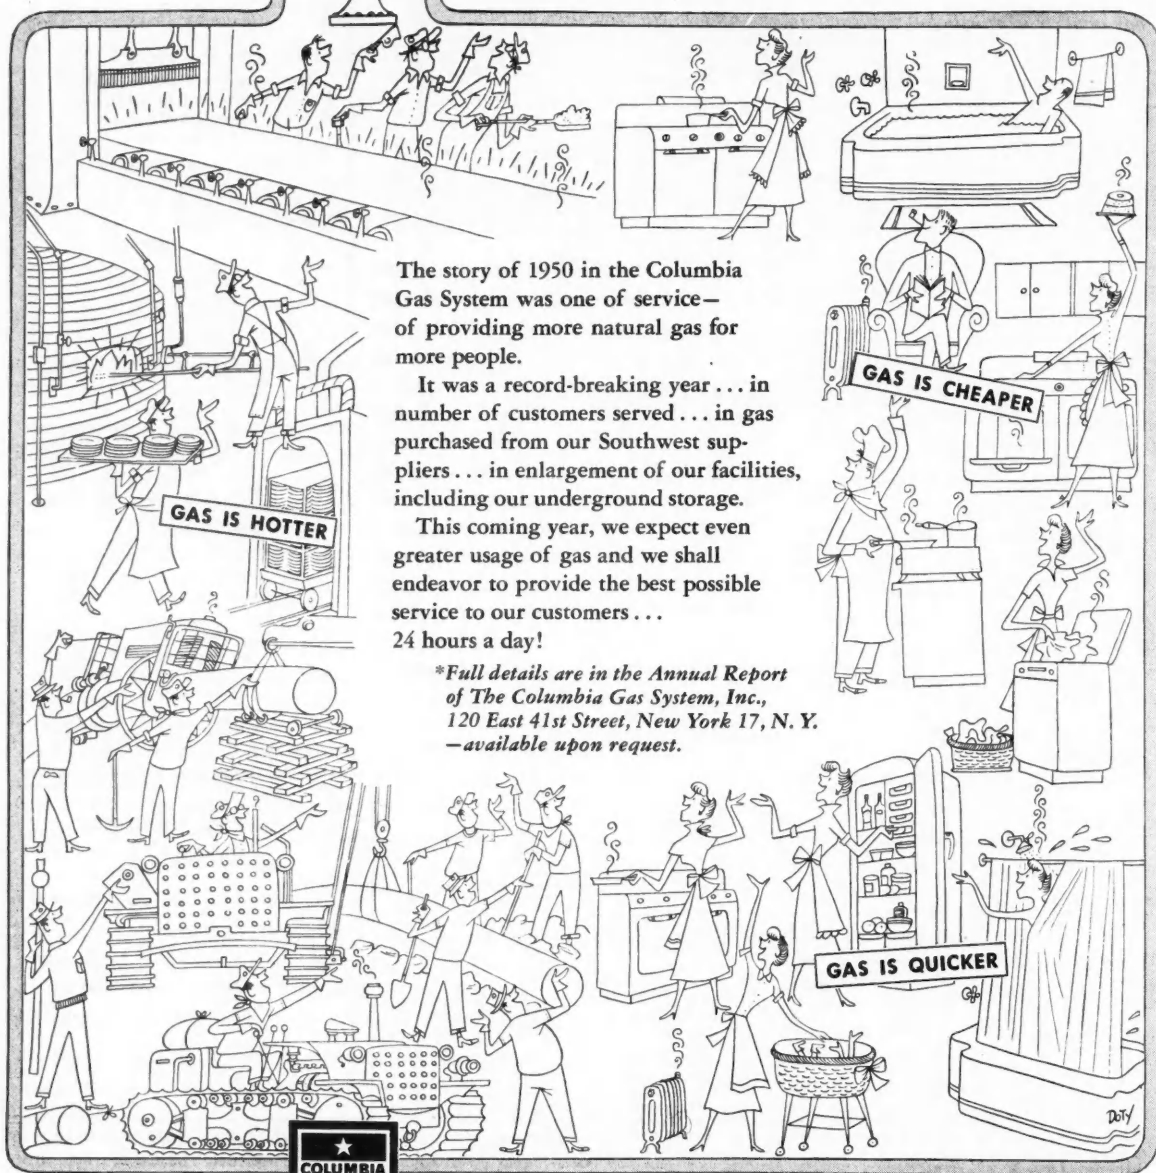 The story of 1950 in the Columbia
Gas System was one of service—
of providing more natural gas for
more people.
It was a record-breaking year . . . in
number of customers served . . . in gas
purchased from our Southwest sup-
pliers . . . in enlargement of our facilities,
including our underground storage.
This coming year, we expect even
greater usage of gas and we shall
endeavor to provide the best possible
service to our customers . . .
24 hours a day!
*Full details are in the Annual Report
of The Columbia Gas System, Inc.,
120 East 41st Street, New York 17, N. Y.
—available upon request.
GAS IS CHEAPER
GAS IS HOTTER
GAS IS QUICKER
DOTY
COLUMBIA